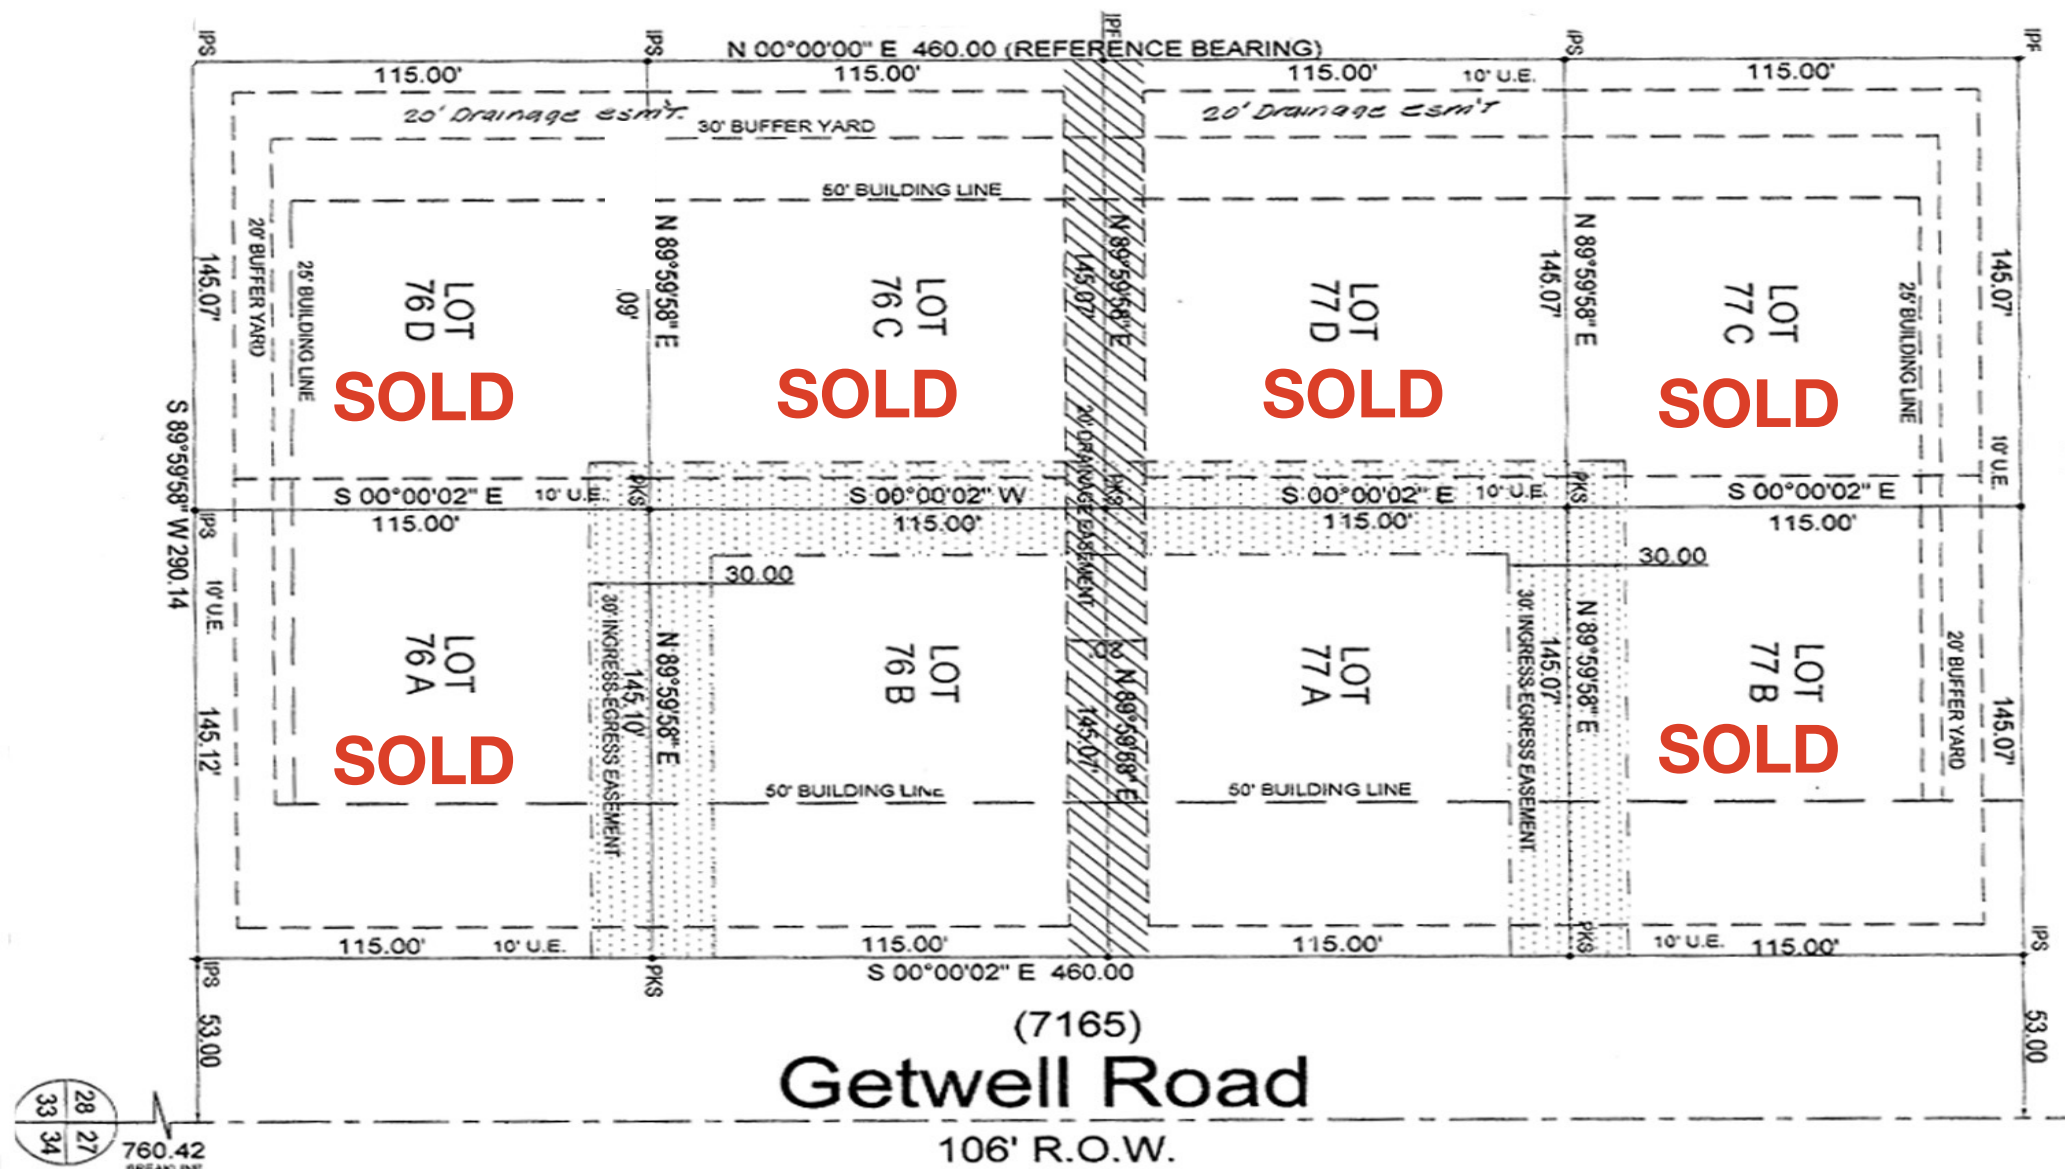 IPS
IPS
IPF
IPS
IPF
N 00°00'00" E 460.00 (REFERENCE BEARING)
115.00'
115.00'
115.00'
10' U.E.
115.00'
20' Drainage esm't.
20' Drainage esm't
30' BUFFER YARD
50' BUILDING LINE
145.07'
20' BUFFER YARD
25' BUILDING LINE
LOT
76 D
SOLD
09'
N 89°59'58" E
LOT
76 C
SOLD
145.07'
N 89°59'58" E
20' DRAINAGE EASEMENT
LOT
77 D
SOLD
145.07'
N 89°59'58" E
LOT
77 C
SOLD
25' BUILDING LINE
145.07'
10' U.E.
S 89°59'58" W 290.14
S 00°00'02" E
10' U.E.
PKS
S 00°00'02" W
PKS
S 00°00'02" E
10' U.E.
PKS
S 00°00'02" E
IPS
115.00'
115.00'
115.00'
115.00'
30.00
30.00
10' U.E.
145.12'
LOT
76 A
SOLD
30' INGRESS-EGRESS EASEMENT
145.10'
N 89°59'58" E
LOT
76 B
145.07'
N 89°59'58" E
LOT
77 A
30' INGRESS-EGRESS EASEMENT
145.07'
N 89°59'58" E
LOT
77 B
SOLD
20' BUFFER YARD
145.07'
50' BUILDING LINE
50' BUILDING LINE
115.00'
10' U.E.
115.00'
115.00'
PKS
10' U.E.
115.00'
IPS
IPS
PKS
S 00°00'02" E 460.00
53.00
(7165)
53.00
Getwell Road
106' R.O.W.
28
33
27
34
760.42